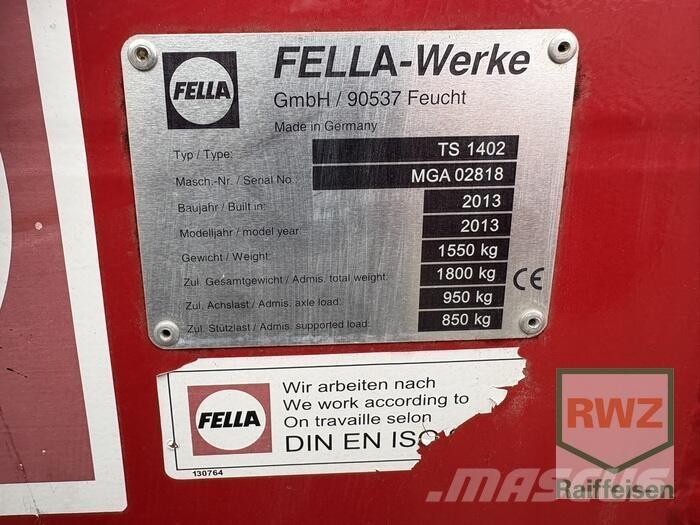 FELLA
FELLA-Werke
GmbH / 90537 Feucht
Made in Germany
Typ / Type: TS 1402
Masch.-Nr. / Serial No.: MGA 02818
Baujahr / Built in: 2013
Modelljahr / model year: 2013
Gewicht / Weight: 1550 kg
Zul. Gesamtgewicht / Admis. total weight: 1800 kg
Zul. Achslast / Admis. axle load: 950 kg
Zul. Stützlast / Admis. supported load: 850 kg
CE
FELLA
Wir arbeiten nach
We work according to
On travaille selon
DIN EN ISO
130764
RWZ
MASCUS
Raiffeisen